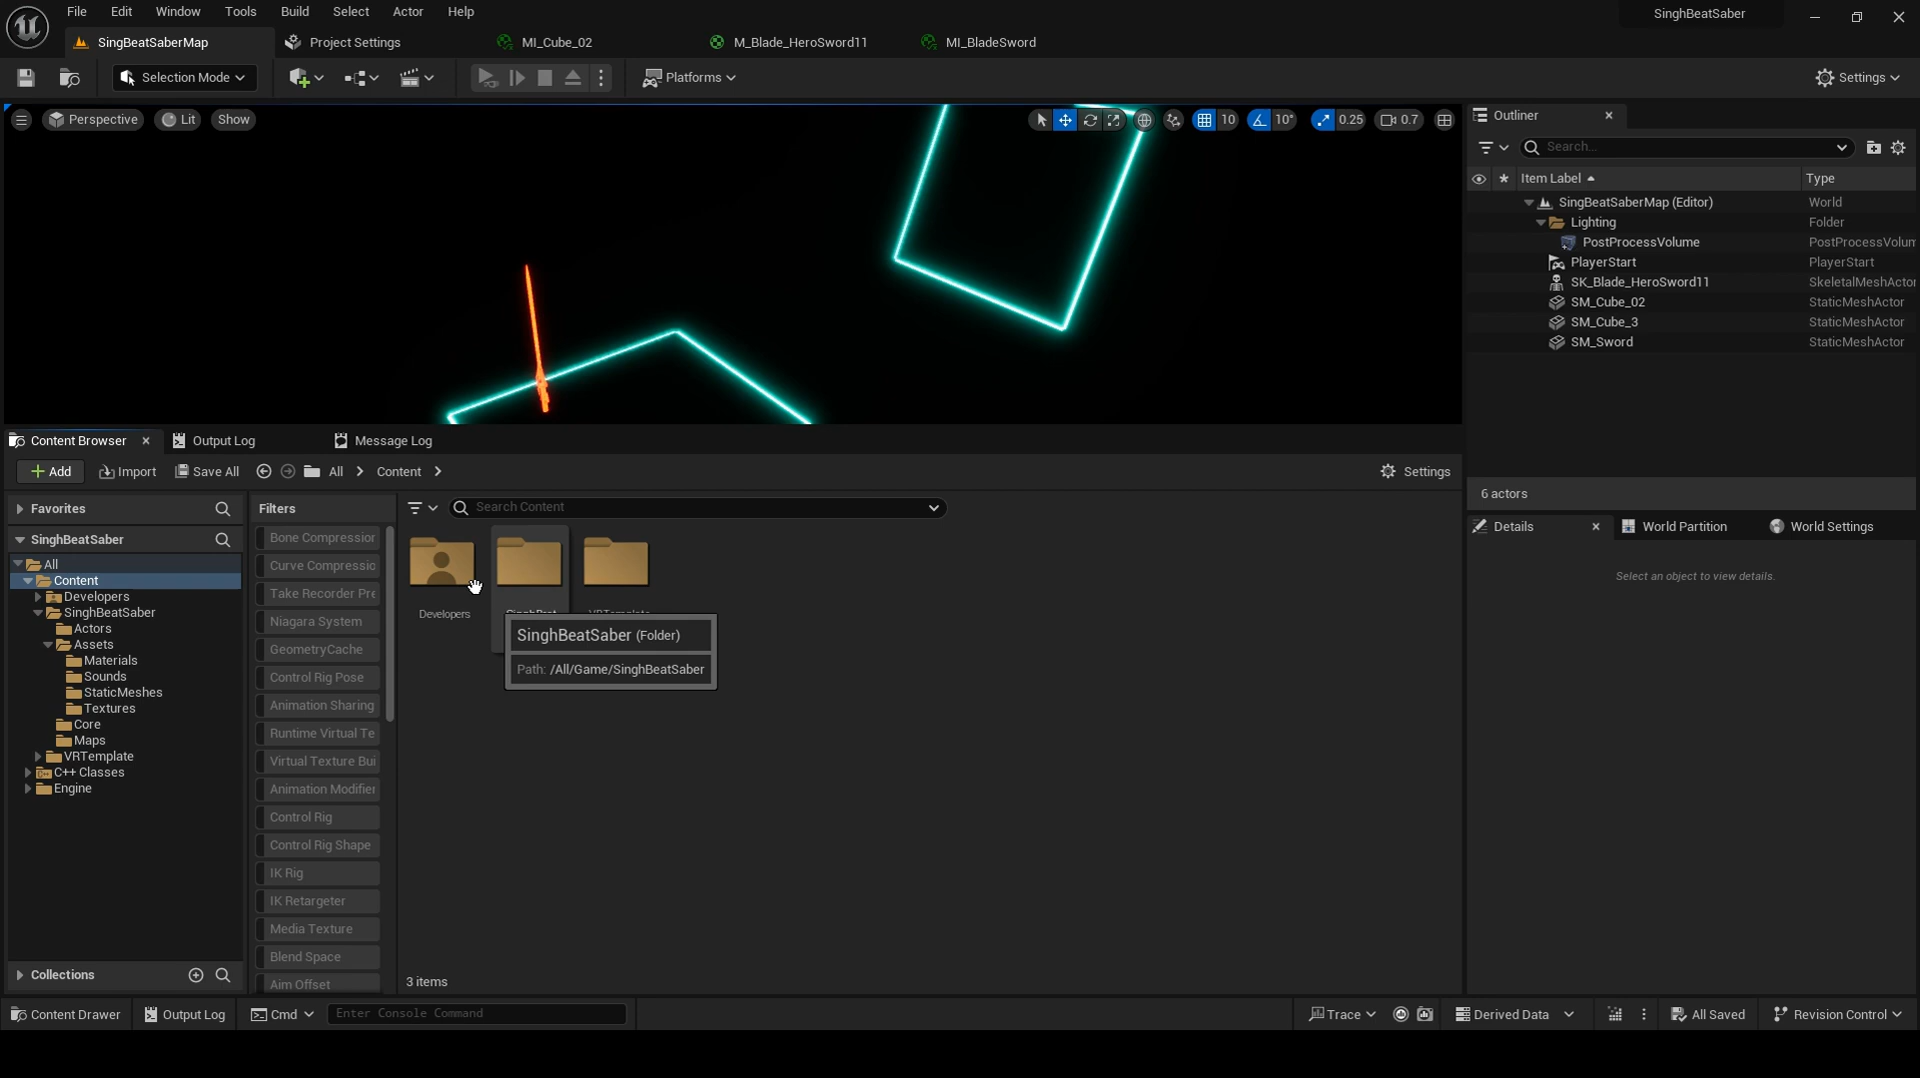 File Edit Window Tools Build Select Actor Help
SinghBeatSaber
SingBeatSaberMap
Project Settings
MI_Cube_02
M_Blade_HeroSword11
MI_BladeSword
Selection Mode
Platforms
Settings
Perspective
Lit
Show
10
10°
0.25
0.7
Outliner
Search...
Item Label
Type
SingBeatSaberMap (Editor) World
Lighting Folder
PostProcessVolume PostProcessVolum
PlayerStart PlayerStart
SK_Blade_HeroSword11 SkeletalMeshActor
SM_Cube_02 StaticMeshActor
SM_Cube_3 StaticMeshActor
SM_Sword StaticMeshActor
6 actors
Content Browser
Output Log
Message Log
Add
Import
Save All
All
Content
Settings
Favorites
SinghBeatSaber
All
Content
Developers
SinghBeatSaber
Actors
Assets
Materials
Sounds
StaticMeshes
Textures
Core
Maps
VRTemplate
C++ Classes
Engine
Collections
Filters
Bone Compression
Curve Compressio
Take Recorder Pre
Niagara System
GeometryCache
Control Rig Pose
Animation Sharing
Runtime Virtual Te
Virtual Texture Bui
Animation Modifier
Control Rig
Control Rig Shape
IK Rig
IK Retargeter
Media Texture
Blend Space
Aim Offset
Search Content
Developers
SinghBeatSaber (Folder)
Path: /All/Game/SinghBeatSaber
3 items
Details
World Partition
World Settings
Select an object to view details.
Content Drawer
Output Log
Cmd
Enter Console Command
Trace
Derived Data
All Saved
Revision Control